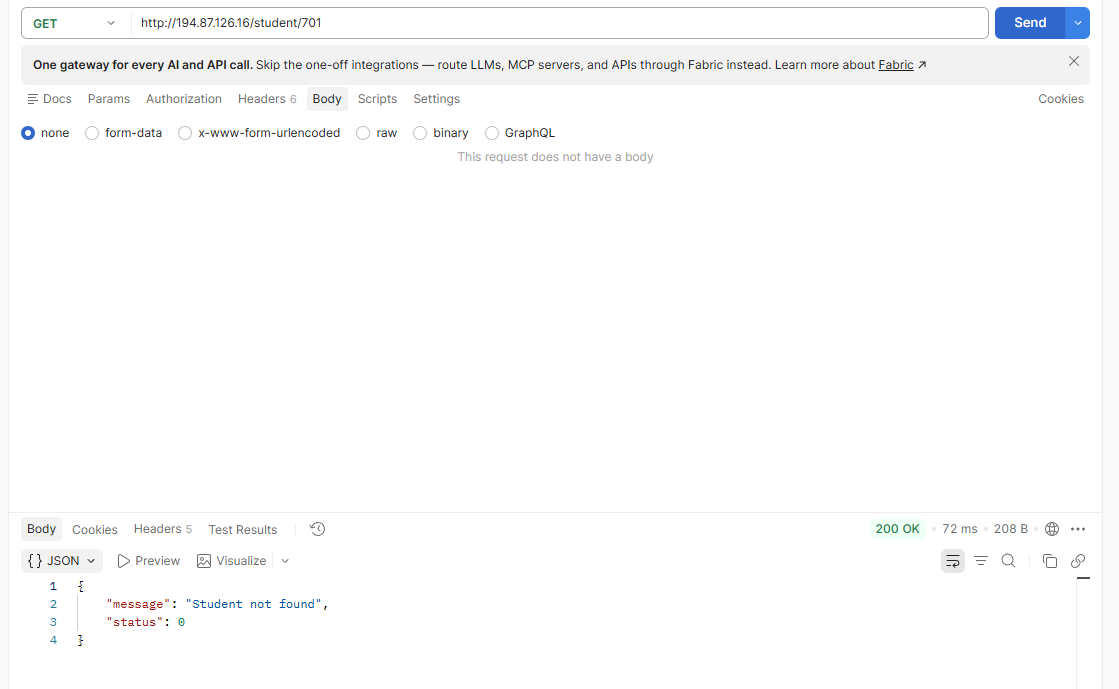 GET http://194.87.126.16/student/701 Send
One gateway for every AI and API call. Skip the one-off integrations — route LLMs, MCP servers, and APIs through Fabric instead. Learn more about Fabric ↗
Docs Params Authorization Headers 6 Body Scripts Settings Cookies
none form-data x-www-form-urlencoded raw binary GraphQL
This request does not have a body
Body Cookies Headers 5 Test Results 200 OK • 72 ms • 208 B •
{} JSON Preview Visualize
1 {
2 "message": "Student not found",
3 "status": 0
4 }